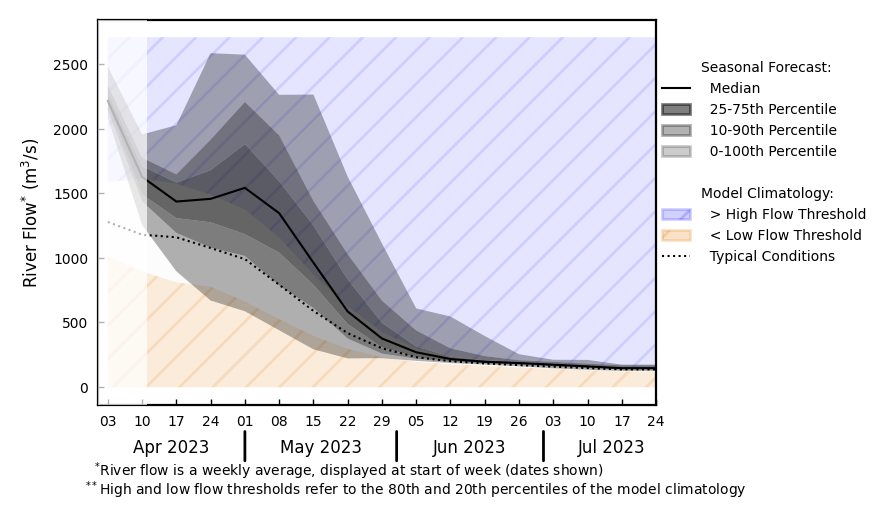 2500
2000
1500
1000
500
0
River Flow* (m³/s)
03 10 17 24 01 08 15 22 29 05 12 19 26 03 10 17 24
Apr 2023 May 2023 Jun 2023 Jul 2023
Seasonal Forecast:
Median
25-75th Percentile
10-90th Percentile
0-100th Percentile
Model Climatology:
> High Flow Threshold
< Low Flow Threshold
Typical Conditions
*River flow is a weekly average, displayed at start of week (dates shown)
**High and low flow thresholds refer to the 80th and 20th percentiles of the model climatology